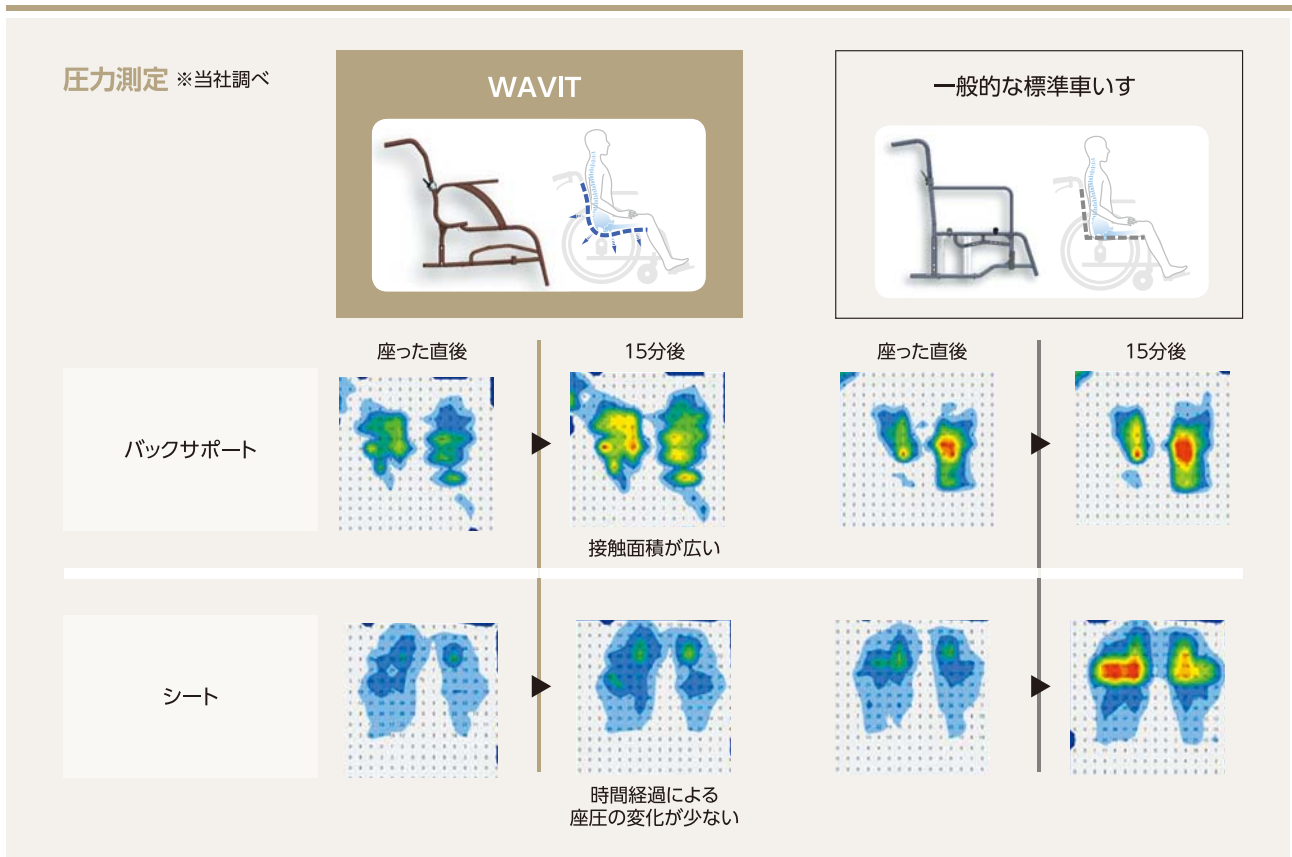 圧力測定 ※当社調べ
WAVIT
一般的な標準車いす
座った直後
15分後
座った直後
15分後
バックサポート
接触面積が広い
シート
時間経過による
座圧の変化が少ない